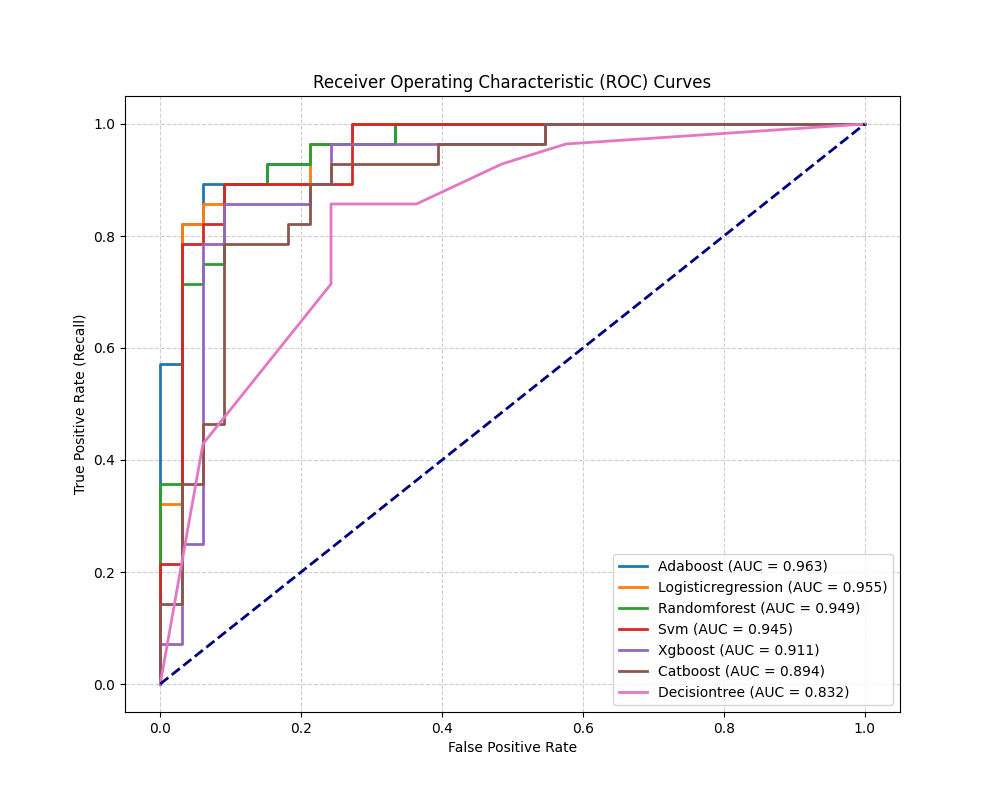 Receiver Operating Characteristic (ROC) Curves
True Positive Rate (Recall)
1.0
0.8
0.6
0.4
0.2
0.0
Adaboost (AUC = 0.963)
Logisticregression (AUC = 0.955)
Randomforest (AUC = 0.949)
Svm (AUC = 0.945)
Xgboost (AUC = 0.911)
Catboost (AUC = 0.894)
Decisiontree (AUC = 0.832)
0.0 0.2 0.4 0.6 0.8 1.0
False Positive Rate